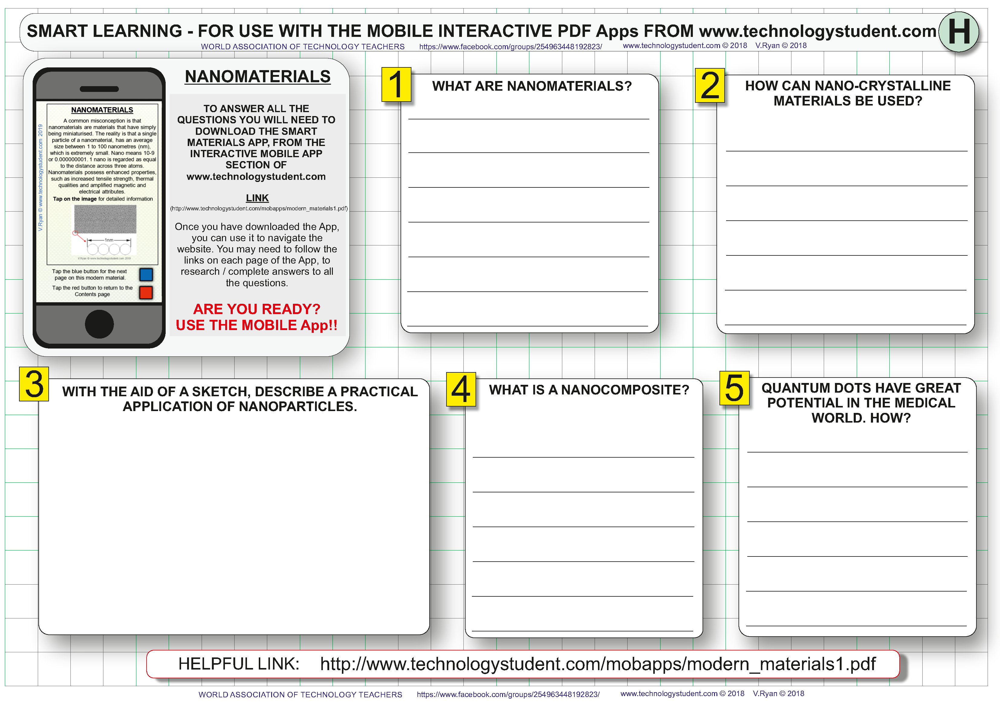 SMART LEARNING - FOR USE WITH THE MOBILE INTERACTIVE PDF Apps FROM www.technologystudent.com
H
WORLD ASSOCIATION OF TECHNOLOGY TEACHERS https://www.facebook.com/groups/254963448192823/ www.technologystudent.com © 2018 V.Ryan © 2018
NANOMATERIALS
A common misconception is that
nanomaterials are materials that have simply
being miniaturised. The reality is that a single
particle of a nanomaterial, has an average
size between 1 to 100 nanometres (nm),
which is extremely small. Nano means 10-9
or 0.000000001. 1 nano is regarded as equal
to the distance across three atoms.
Nanomaterials possess enhanced properties,
such as increased tensile strength, thermal
qualities and amplified magnetic and
electrical attributes.
Tap on the image for detailed information
1nm
V.Ryan © www.technologystudent.com 2019
V.Ryan © www.technologystudent.com 2019
Tap the blue button for the next
page on this modern material.
Tap the red button to return to the
Contents page
NANOMATERIALS
TO ANSWER ALL THE
QUESTIONS YOU WILL NEED TO
DOWNLOAD THE SMART
MATERIALS APP, FROM THE
INTERACTIVE MOBILE APP
SECTION OF
www.technologystudent.com
LINK
(http://www.technologystudent.com/mobapps/modern_materials1.pdf)
Once you have downloaded the App,
you can use it to navigate the
website. You may need to follow the
links on each page of the App, to
research / complete answers to all
the questions.
ARE YOU READY?
USE THE MOBILE App!!
1
WHAT ARE NANOMATERIALS?
2
HOW CAN NANO-CRYSTALLINE
MATERIALS BE USED?
3
WITH THE AID OF A SKETCH, DESCRIBE A PRACTICAL
APPLICATION OF NANOPARTICLES.
4
WHAT IS A NANOCOMPOSITE?
5
QUANTUM DOTS HAVE GREAT
POTENTIAL IN THE MEDICAL
WORLD. HOW?
HELPFUL LINK: http://www.technologystudent.com/mobapps/modern_materials1.pdf
WORLD ASSOCIATION OF TECHNOLOGY TEACHERS https://www.facebook.com/groups/254963448192823/ www.technologystudent.com © 2018 V.Ryan © 2018